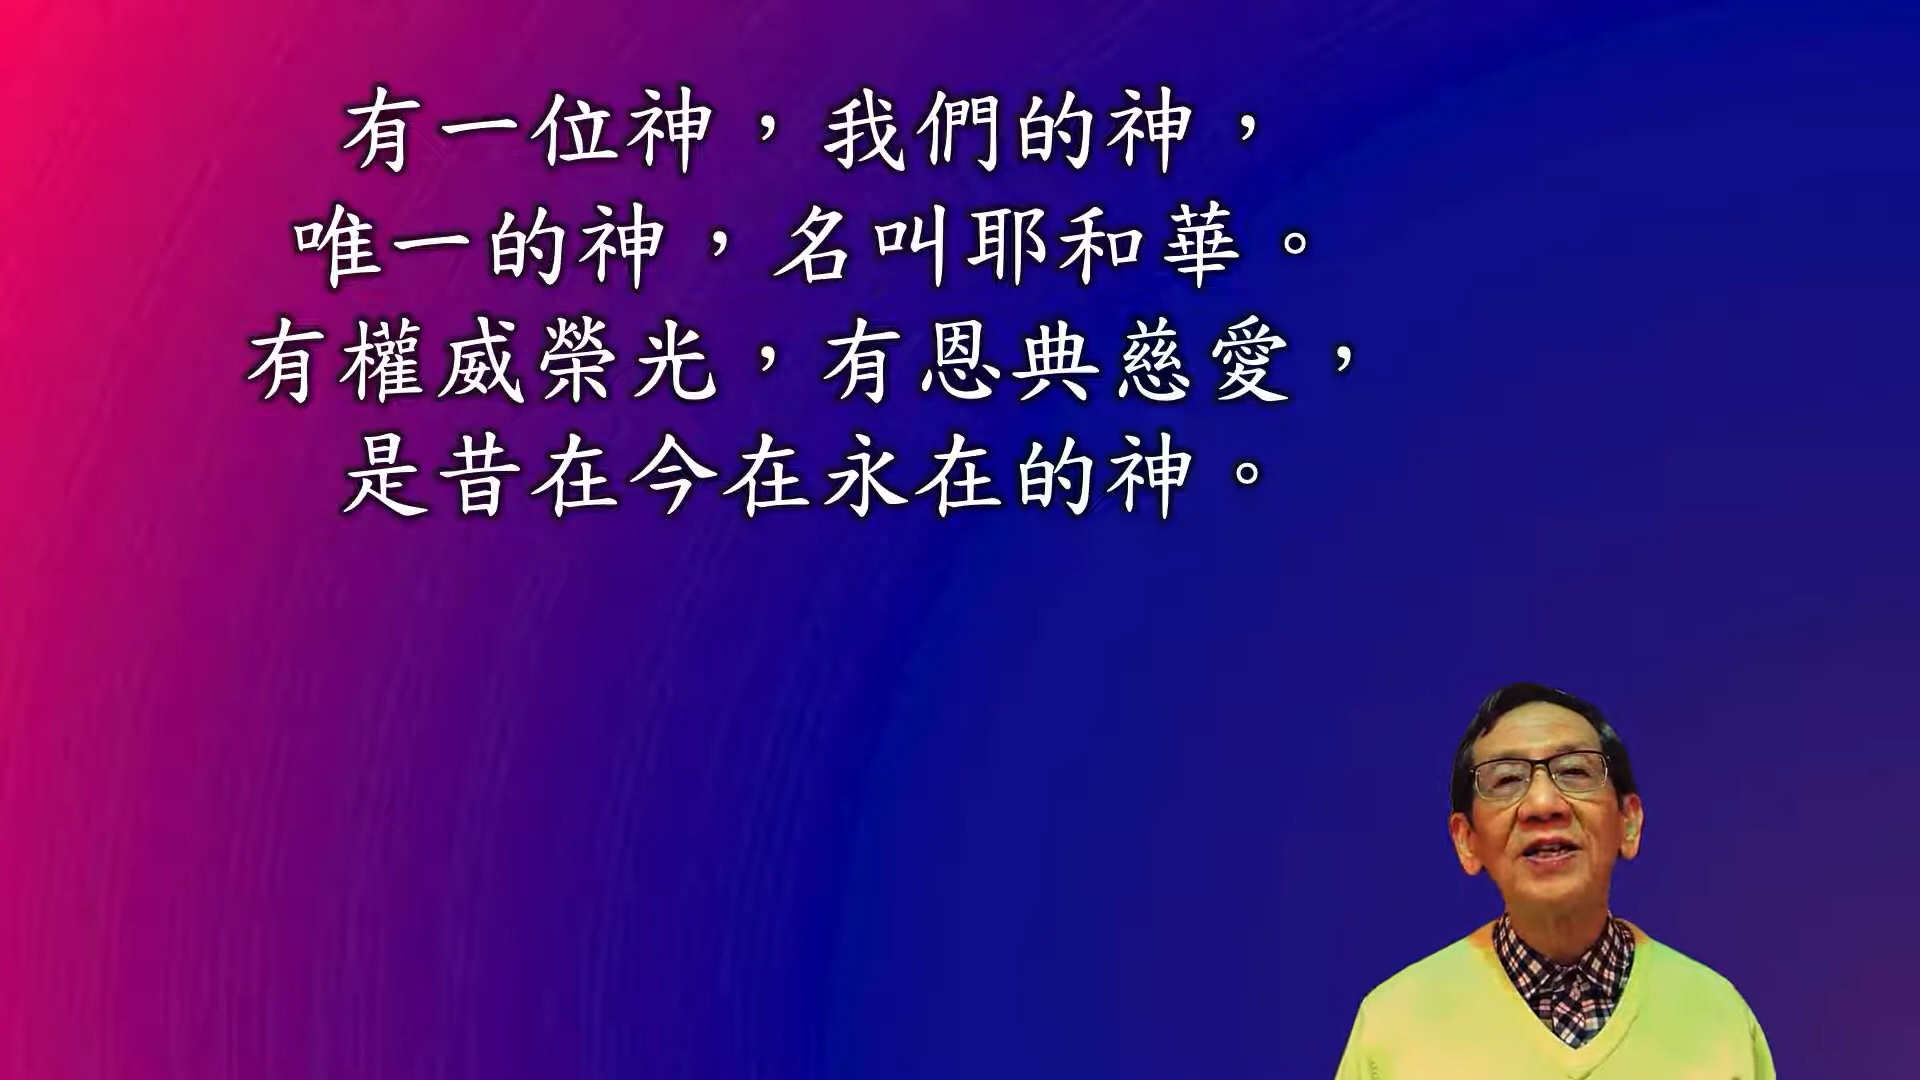 有一位神，我們的神，
唯一的神，名叫耶和華。
有權威榮光，有恩典慈愛，
是昔在今在永在的神。